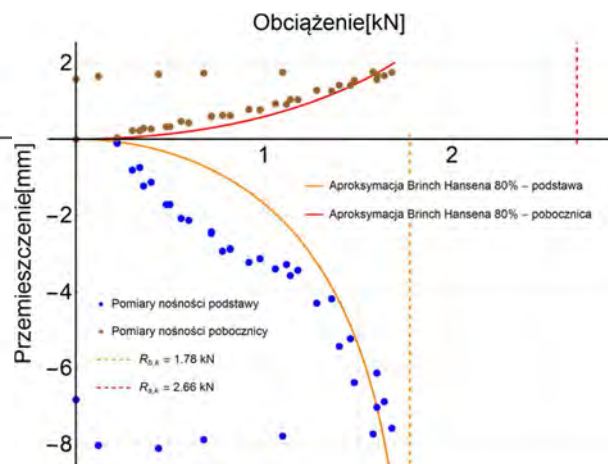 Obciążenie[kN]
2
1 2
Aproksymacja Brinch Hansena 80% – podstawa
−2
Aproksymacja Brinch Hansena 80% – pobocznica
Przemieszczenie[mm]
−4
Pomiary nośności podstawy
Pomiary nośności pobocznicy
R_b,k = 1.78 kN
−6
R_s,k = 2.66 kN
−8